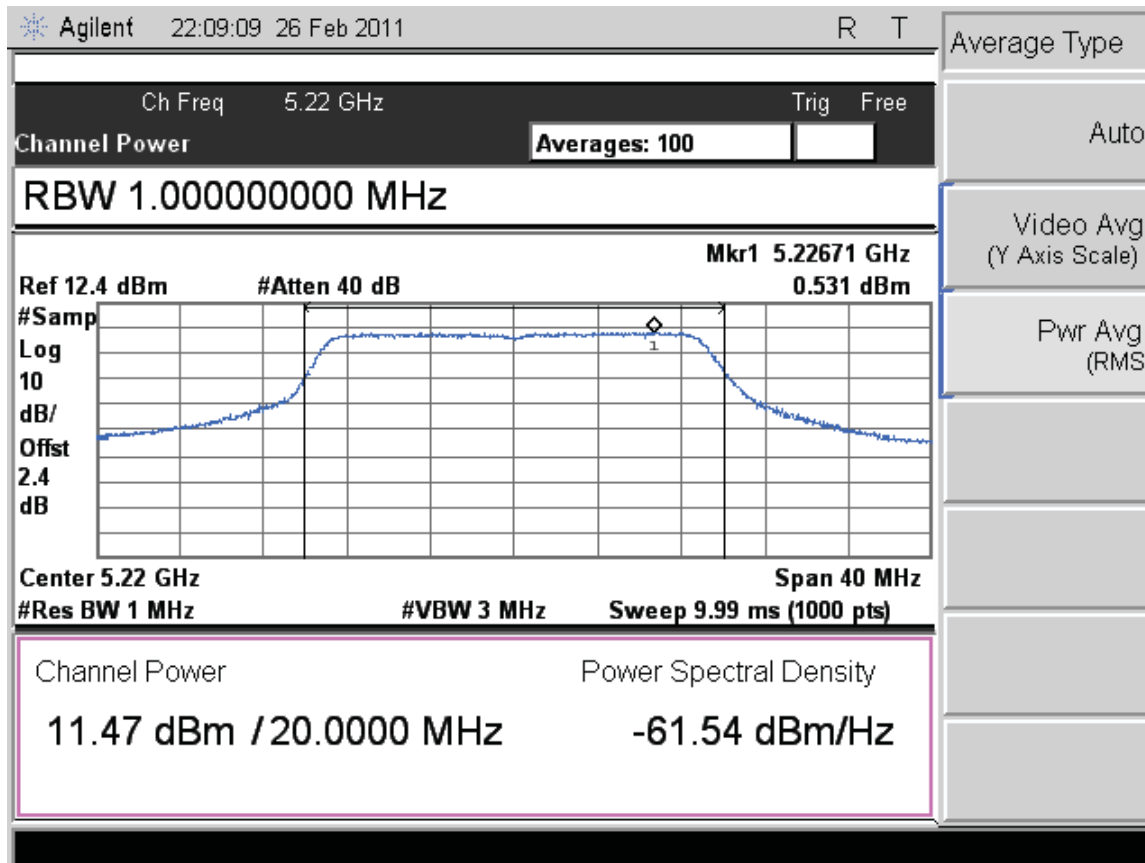 Agilent 22:09:09 26 Feb 2011 R T
Average Type
Ch Freq 5.22 GHz Trig Free
Channel Power Averages: 100
RBW 1.000000000 MHz
Mkr1 5.22671 GHz
Ref 12.4 dBm #Atten 40 dB 0.531 dBm
#Samp
Log
10
dB/
Offst
2.4
dB
1
Center 5.22 GHz Span 40 MHz
#Res BW 1 MHz #VBW 3 MHz Sweep 9.99 ms (1000 pts)
Channel Power Power Spectral Density
11.47 dBm / 20.0000 MHz -61.54 dBm/Hz
Auto
Video Avg
(Y Axis Scale)
Pwr Avg
(RMS